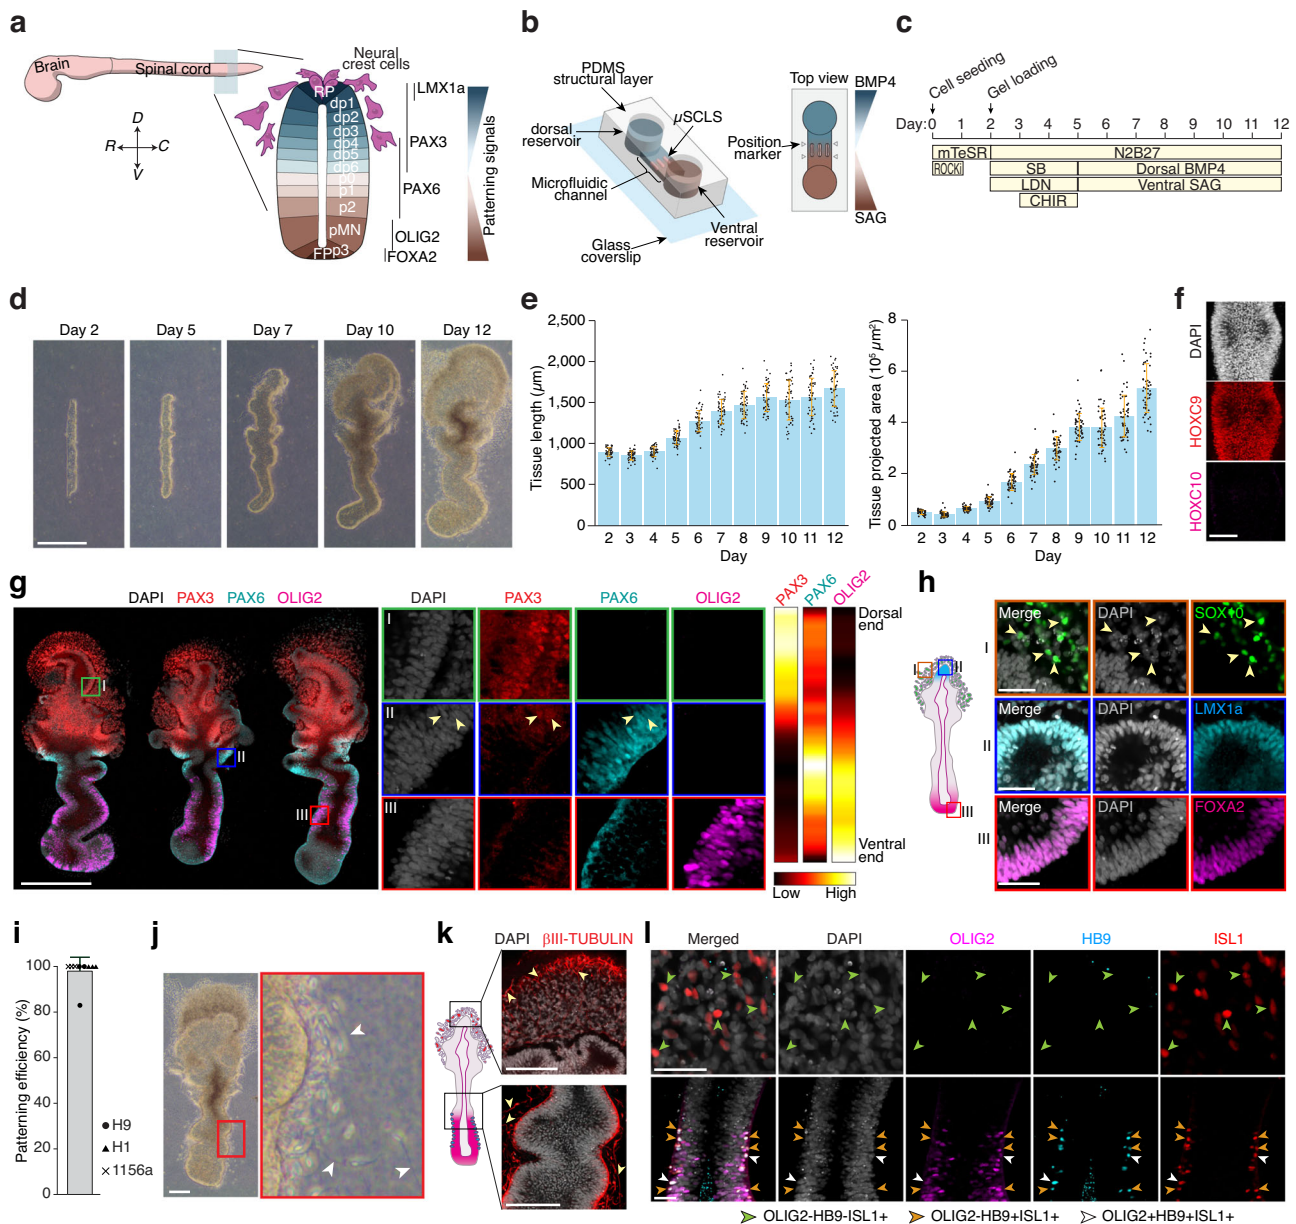 a
Brain
Spinal cord
Neural
crest cells
D
R
C
V
RP
dp1
dp2
dp3
dp4
dp5
dp6
p0
p1
p2
pMN
FP
p3
LMX1a
PAX3
PAX6
OLIG2
FOXA2
Patterning signals
b
PDMS
structural layer
μSCLS
dorsal
reservoir
Microfluidic
channel
Glass
coverslip
Ventral
reservoir
Top view
BMP4
Position
marker
SAG
c
Cell seeding
Gel loading
Day:
0 1 2 3 4 5 6 7 8 9 10 11 12
mTeSR
N2B27
ROCKi
SB
Dorsal BMP4
LDN
Ventral SAG
CHIR
d
Day 2
Day 5
Day 7
Day 10
Day 12
e
Tissue length (μm)
2,500
2,000
1,500
1,000
500
0
2 3 4 5 6 7 8 9 10 11 12
Day
Tissue projected area (10⁵ μm²)
8
6
4
2
0
2 3 4 5 6 7 8 9 10 11 12
Day
f
DAPI
HOXC9
HOXC10
g
DAPI PAX3 PAX6 OLIG2
I
II
III
DAPI
PAX3
PAX6
OLIG2
I
II
III
PAX3
PAX6
OLIG2
Dorsal
end
Ventral
end
Low
High
h
I
II
III
I
Merge
DAPI
SOX10
II
Merge
DAPI
LMX1a
III
Merge
DAPI
FOXA2
i
Patterning efficiency (%)
100
80
60
40
20
0
H9
H1
1156a
j
k
DAPI βIII-TUBULIN
l
Merged
DAPI
OLIG2
HB9
ISL1
OLIG2-HB9-ISL1+
OLIG2-HB9+ISL1+
OLIG2+HB9+ISL1+